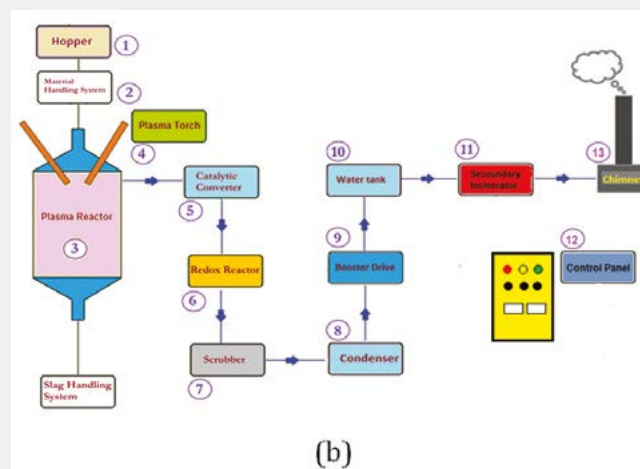 Hopper
1
Material
Handling System
2
Plasma Torch
4
Plasma Reactor
3
Slag Handling
System
Catalytic
Converter
5
Redox Reactor
6
Scrubber
7
8
Condenser
9
Booster Drive
10
Water tank
11
Secoundary
Incinerator
13
Chimney
12
Control Panel
(b)